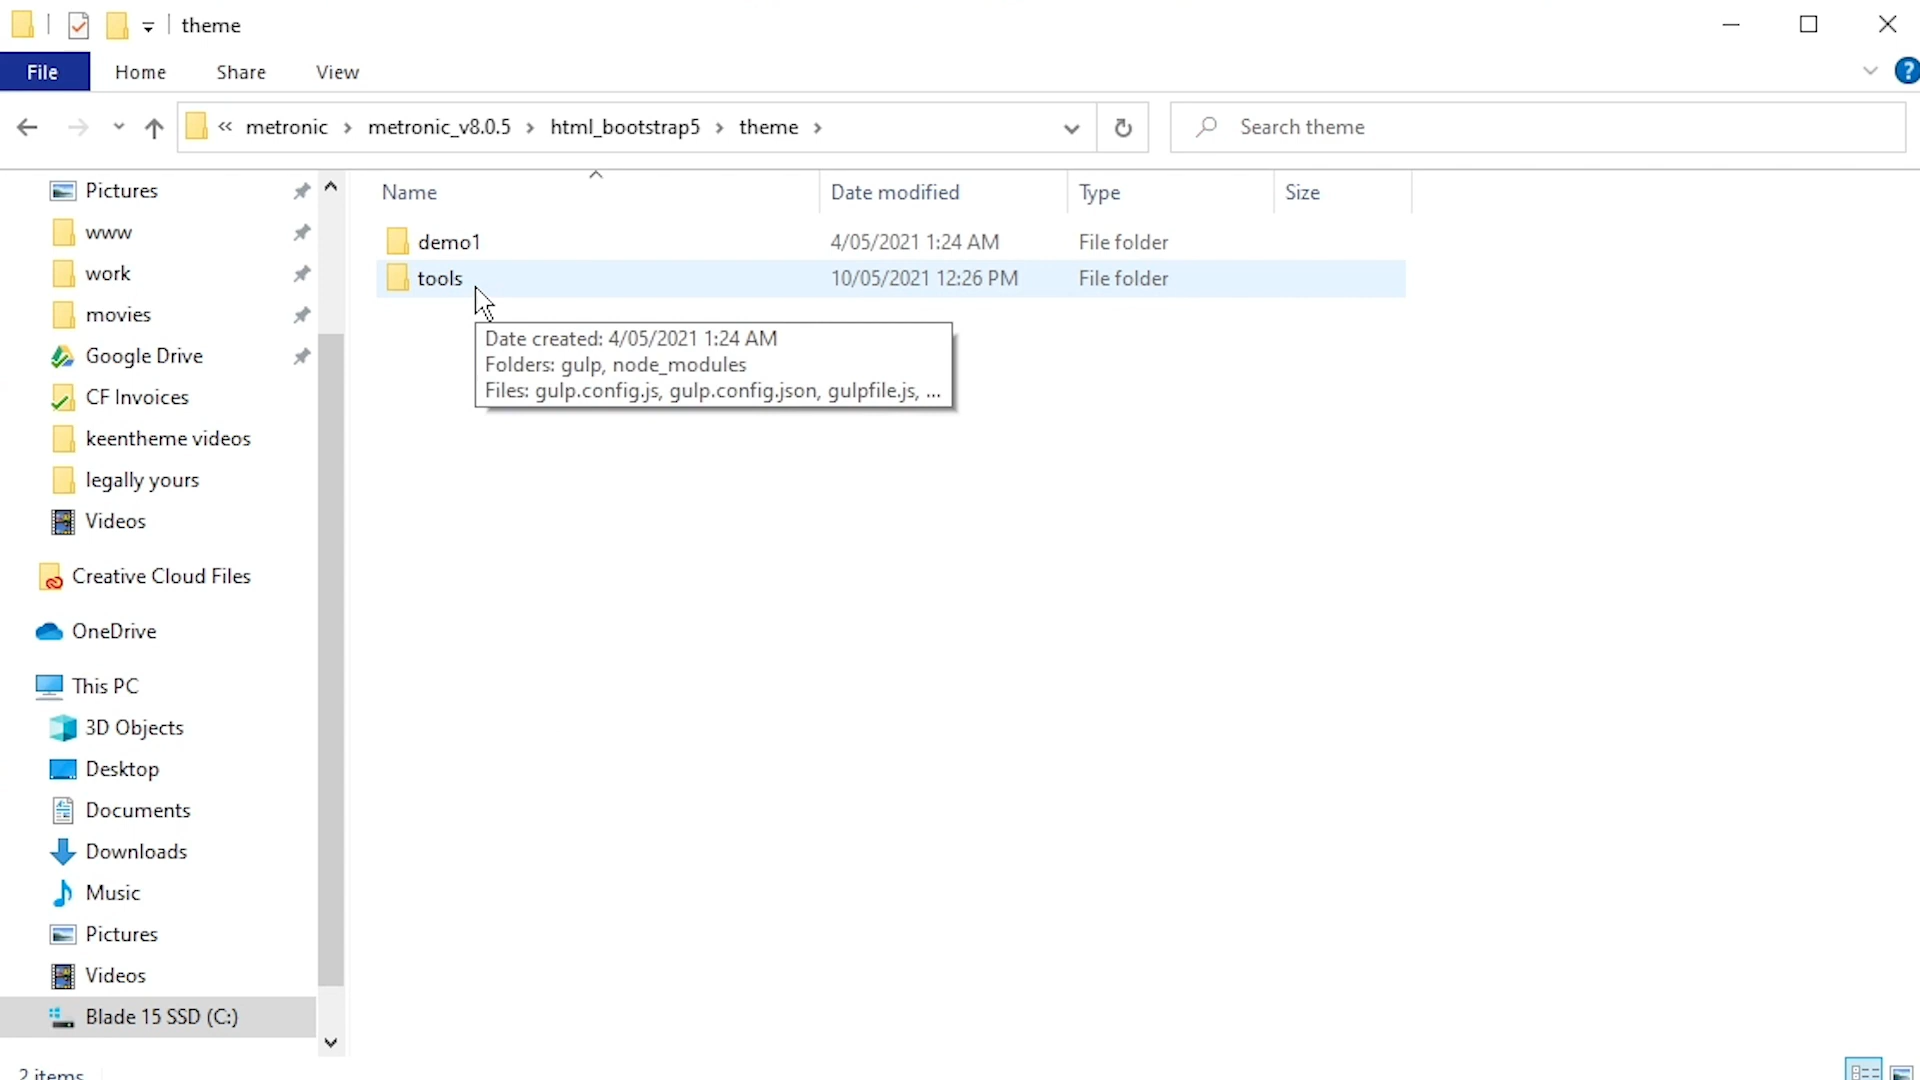 theme
File Home Share View
« metronic › metronic_v8.0.5 › html_bootstrap5 › theme ›
Search theme
Pictures
www
work
movies
Google Drive
CF Invoices
keentheme videos
legally yours
Videos
Creative Cloud Files
OneDrive
This PC
3D Objects
Desktop
Documents
Downloads
Music
Pictures
Videos
Blade 15 SSD (C:)
Name Date modified Type Size
demo1 4/05/2021 1:24 AM File folder
tools 10/05/2021 12:26 PM File folder
Date created: 4/05/2021 1:24 AM
Folders: gulp, node_modules
Files: gulp.config.js, gulp.config.json, gulpfile.js, ...
2 items